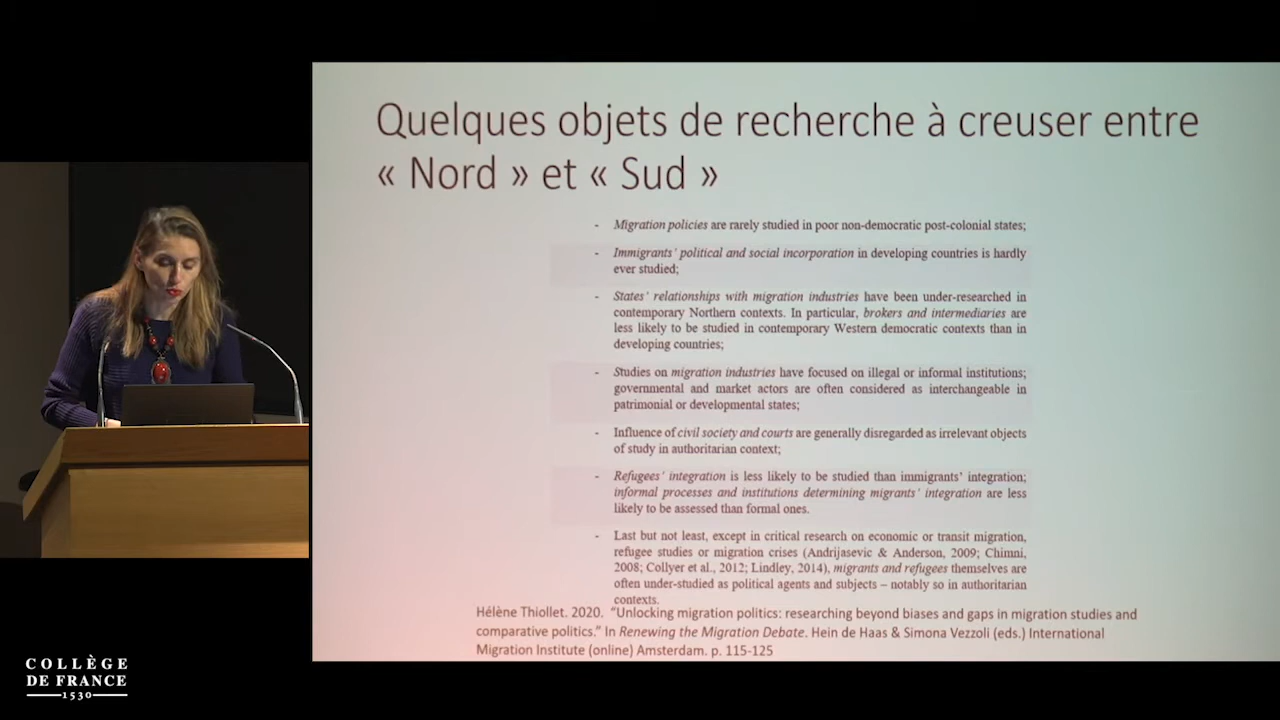 Quelques objets de recherche à creuser entre
« Nord » et « Sud »
- Migration policies are rarely studied in poor non-democratic post-colonial states;
- Immigrants' political and social incorporation in developing countries is hardly
ever studied;
- States' relationships with migration industries have been under-researched in
contemporary Northern contexts. In particular, brokers and intermediaries are
less likely to be studied in contemporary Western democratic contexts than in
developing countries;
- Studies on migration industries have focused on illegal or informal institutions;
governmental and market actors are often considered as interchangeable in
patrimonial or developmental states;
- Influence of civil society and courts are generally disregarded as irrelevant objects
of study in authoritarian context;
- Refugees' integration is less likely to be studied than immigrants' integration;
informal processes and institutions determining migrants' integration are less
likely to be assessed than formal ones.
- Last but not least, except in critical research on economic or transit migration,
refugee studies or migration crises (Andrijasevic & Anderson, 2009; Chimni,
2008; Collyer et al., 2012; Lindley, 2014), migrants and refugees themselves are
often under-studied as political agents and subjects – notably so in authoritarian
contexts.
Hélène Thiollet. 2020. “Unlocking migration politics: researching beyond biases and gaps in migration studies and
comparative politics.” In Renewing the Migration Debate. Hein de Haas & Simona Vezzoli (eds.) International
Migration Institute (online) Amsterdam. p. 115-125
COLLÈGE
DE FRANCE
1530